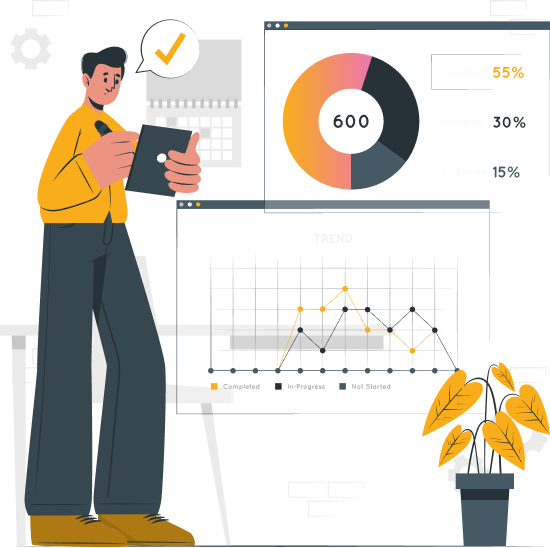 55%
600
30%
15%
TREND
Completed
In-Progress
Not Started